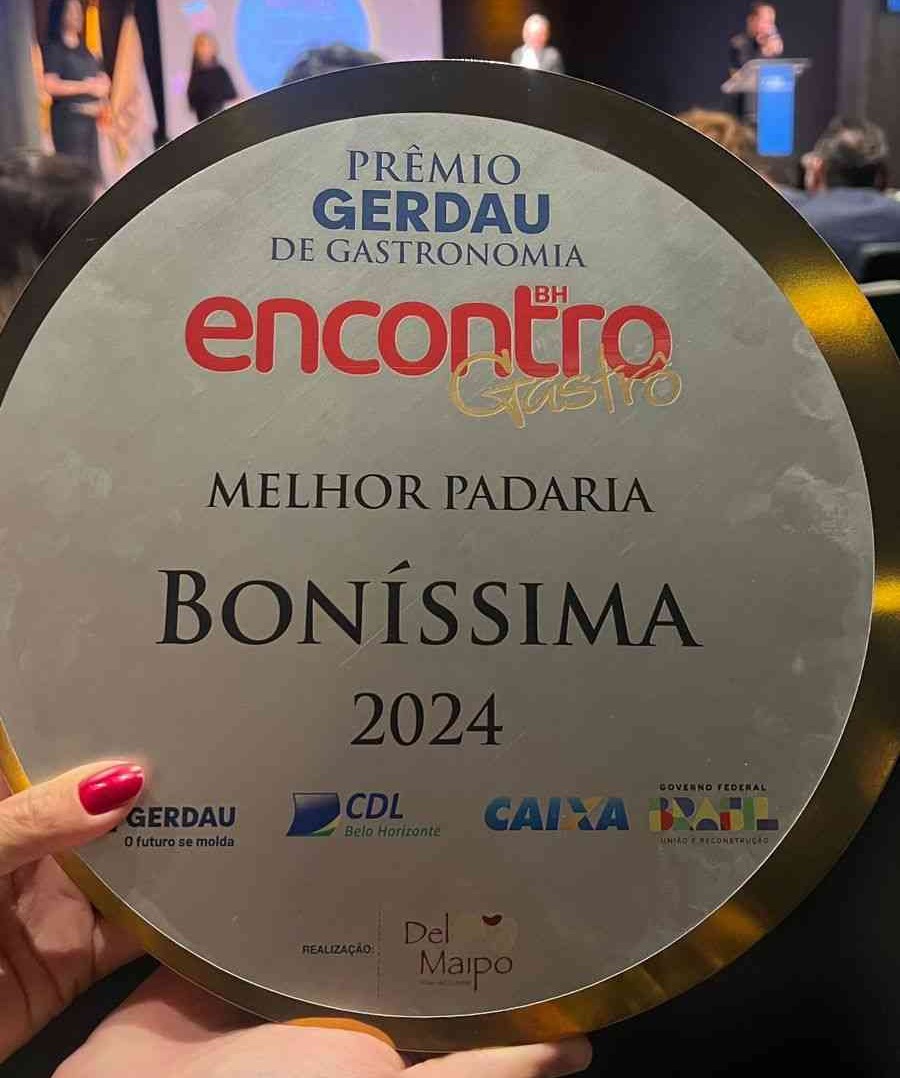 PRÊMIO
GERDAU
DE GASTRONOMIA
encontro BH
Gastrô
MELHOR PADARIA
BONÍSSIMA
2024
GERDAU
O futuro se molda
CDL
Belo Horizonte
CAIXA
GOVERNO FEDERAL
BRASIL
UNIÃO E RECONSTRUÇÃO
REALIZAÇÃO:
Del
Maipo